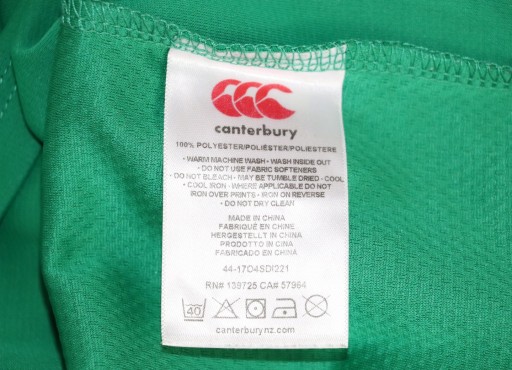 canterbury
100% POLYESTER/POLIÉSTER/POLIESTERE
• WARM MACHINE WASH • WASH INSIDE OUT
• DO NOT USE FABRIC SOFTENERS
• DO NOT BLEACH • MAY BE TUMBLE DRIED - COOL
• COOL IRON - WHERE APPLICABLE DO NOT
IRON OVER PRINTS - IRON ON REVERSE
• DO NOT DRY CLEAN
MADE IN CHINA
FABRIQUÉ EN CHINE
HERGESTELLT IN CHINA
PRODOTTO IN CINA
FABRICADO EN CHINA
44-17O4SDI221
RN# 139725 CA# 57964
40
canterburynz.com